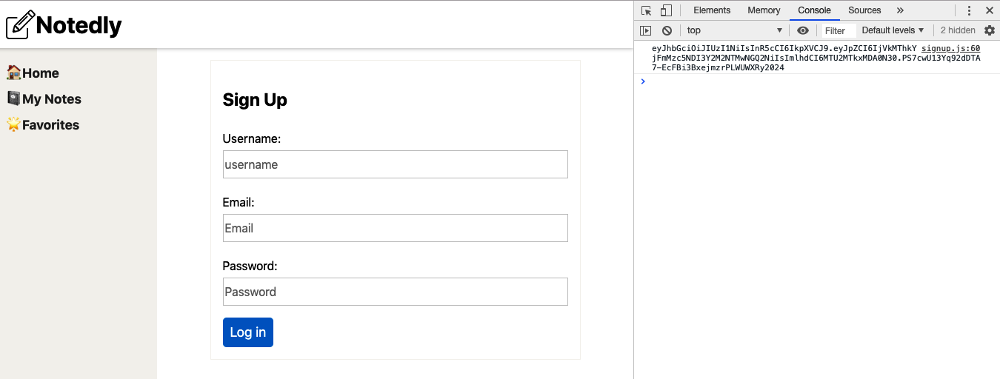 Notedly
Home
My Notes
Favorites
Sign Up
Username:
username
Email:
Email
Password:
Password
Log in
Elements Memory Console Sources »
top Filter Default levels 2 hidden
eyJhbGciOiJIUzI1NiIsInR5cCI6IkpXVCJ9.eyJpZCI6IjVkMThkY signup.js:60
jFmMzc5NDI3Y2M2NTMwNGQ2NiIsImlhdCI6MTU2MTkxMDA0N30.PS7cwU13Yq92dDTA
7-EcFBi3BxejmzrPLWUWXRy2024